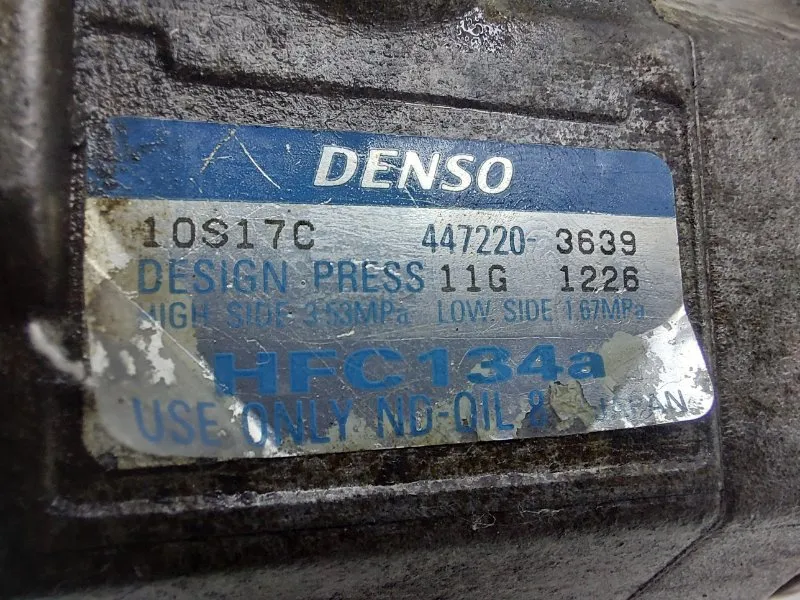 DENSO
10S17C 447220- 3639
DESIGN PRESS 11G 1226
HIGH SIDE 3.53MPa LOW SIDE 1.67MPa
HFC134a
USE ONLY ND-OIL 8 JAPAN